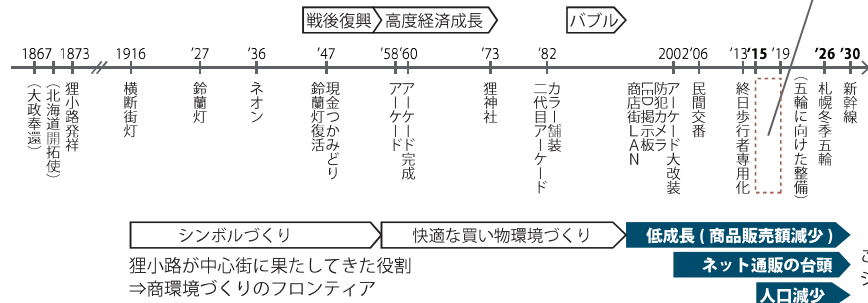 戦後復興 高度経済成長 バブル
1867 1873 1916 '27 '36 '47 '58'60 '73 '82 2002'06 '13'15 '19 '26 '30
（大政奉還）
（北海道開拓使）
狸小路発祥
横断街灯
鈴蘭灯
ネオン
鈴蘭灯復活
現金つかみどり
アーケード
アーケード完成
狸神社
二代目アーケード
カラー舗装
商店街LAN
LED掲示板
防犯カメラ
アーケード大改装
民間交番
終日歩行者専用化
（五輪に向けた整備）
札幌冬季五輪
新幹線
シンボルづくり 快適な買い物環境づくり 低成長 ( 商品販売額減少 )
狸小路が中心街に果たしてきた役割 ネット通販の台頭
⇒商環境づくりのフロンティア 人口減少